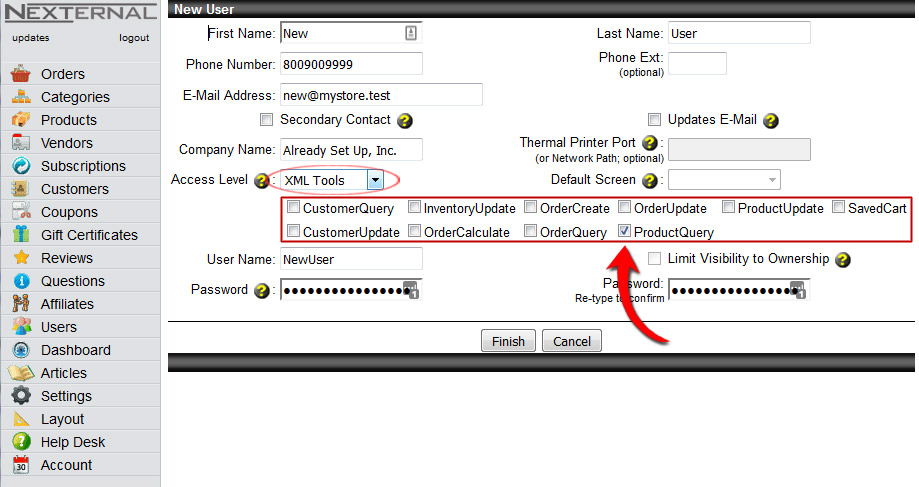 NEXTERNAL
updates logout
Orders
Categories
Products
Vendors
Subscriptions
Customers
Coupons
Gift Certificates
Reviews
Questions
Affiliates
Users
Dashboard
Articles
Settings
Layout
Help Desk
30 Account
New User
First Name: New Last Name: User
Phone Number: 8009009999 Phone Ext:
(optional)
E-Mail Address: new@mystore.test
Secondary Contact ? Updates E-Mail ?
Company Name: Already Set Up, Inc. Thermal Printer Port ?:
(or Network Path; optional)
Access Level ?: XML Tools Default Screen ?:
CustomerQuery InventoryUpdate OrderCreate OrderUpdate ProductUpdate SavedCart
CustomerUpdate OrderCalculate OrderQuery ProductQuery
User Name: NewUser Limit Visibility to Ownership ?
Password ?: 1 Password: 1
Re-type to confirm
Finish Cancel